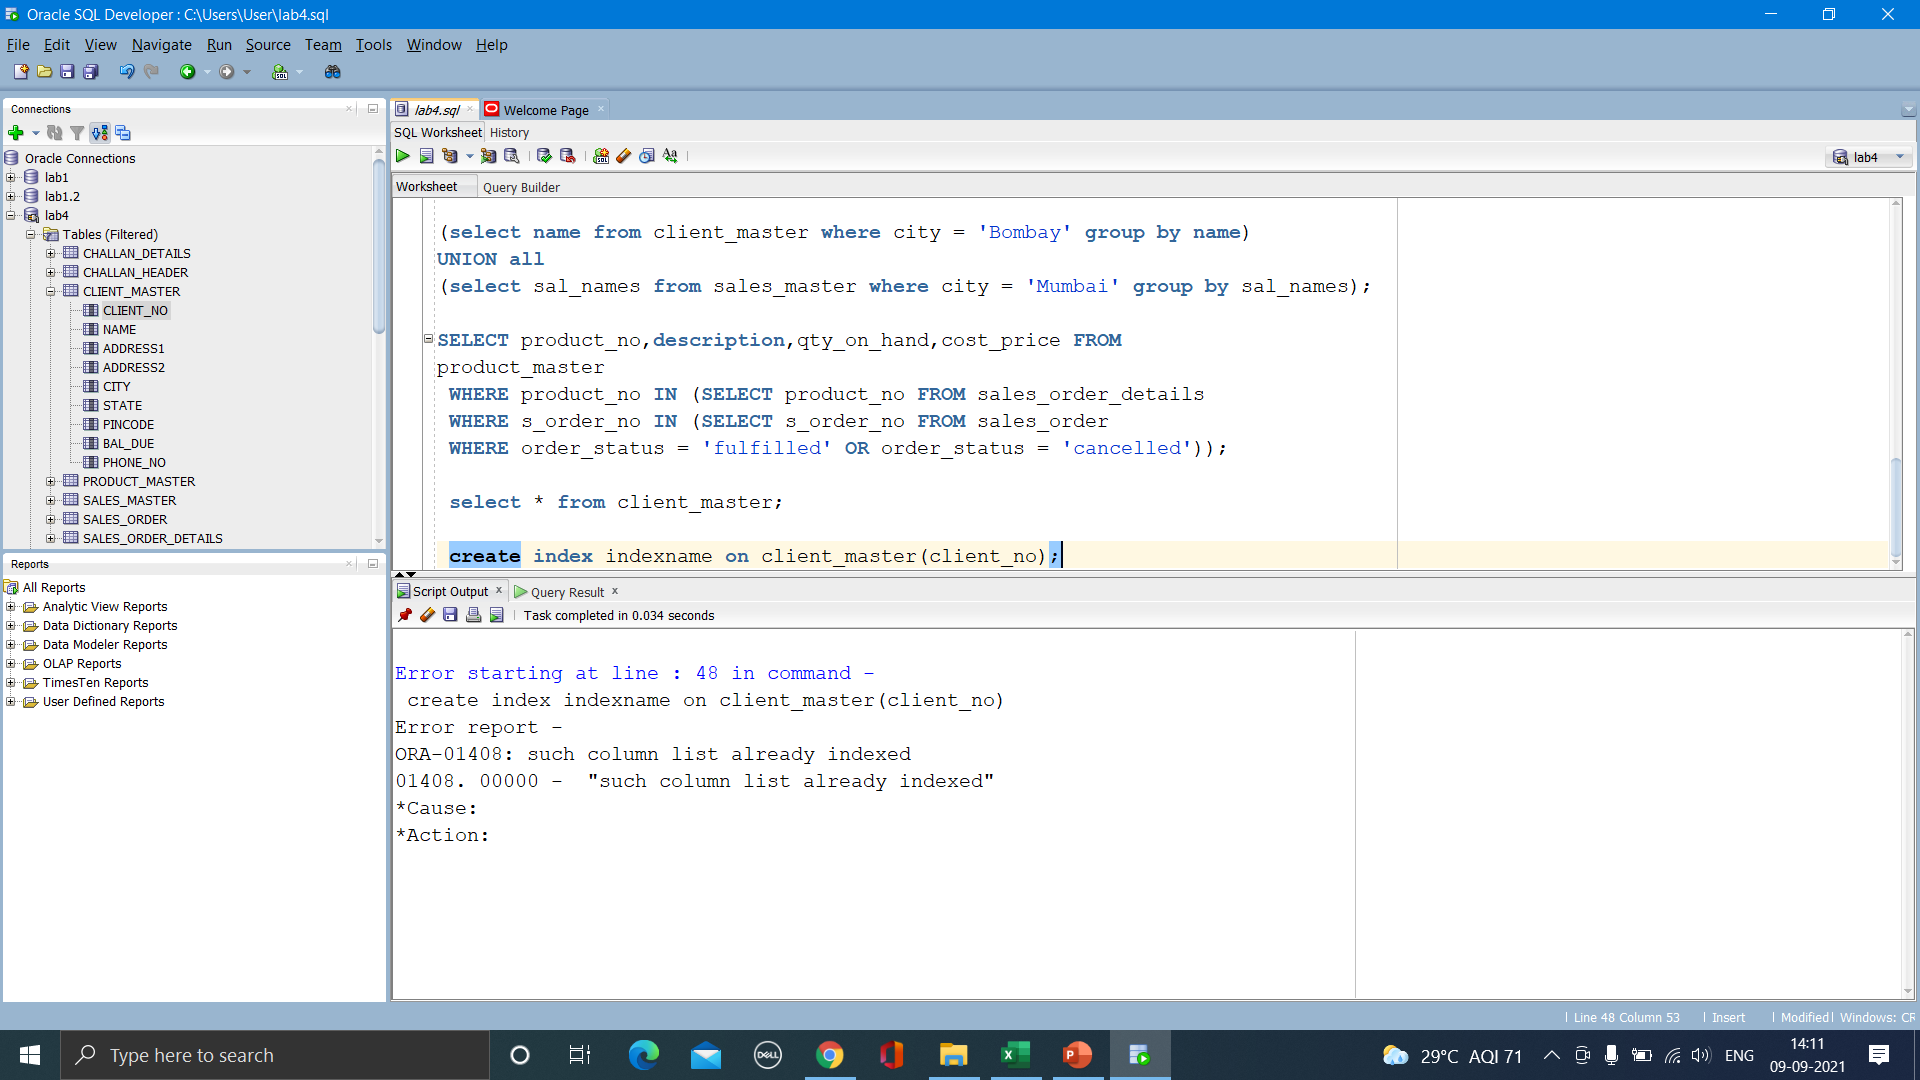 Oracle SQL Developer : C:\Users\User\lab4.sql
File Edit View Navigate Run Source Team Tools Window Help
Connections
Oracle Connections
lab1
lab1.2
lab4
Tables (Filtered)
CHALLAN_DETAILS
CHALLAN_HEADER
CLIENT_MASTER
CLIENT_NO
NAME
ADDRESS1
ADDRESS2
CITY
STATE
PINCODE
BAL_DUE
PHONE_NO
PRODUCT_MASTER
SALES_MASTER
SALES_ORDER
SALES_ORDER_DETAILS
Reports
All Reports
Analytic View Reports
Data Dictionary Reports
Data Modeler Reports
OLAP Reports
TimesTen Reports
User Defined Reports
lab4.sql Welcome Page
SQL Worksheet History
lab4
Worksheet Query Builder
(select name from client_master where city = 'Bombay' group by name)
UNION all
(select sal_names from sales_master where city = 'Mumbai' group by sal_names);
SELECT product_no,description,qty_on_hand,cost_price FROM
product_master
WHERE product_no IN (SELECT product_no FROM sales_order_details
WHERE s_order_no IN (SELECT s_order_no FROM sales_order
WHERE order_status = 'fulfilled' OR order_status = 'cancelled'));
select * from client_master;
create index indexname on client_master(client_no);
Script Output Query Result
Task completed in 0.034 seconds
Error starting at line : 48 in command -
create index indexname on client_master(client_no)
Error report -
ORA-01408: such column list already indexed
01408. 00000 - "such column list already indexed"
*Cause:
*Action:
Line 48 Column 53 Insert Modified Windows: CR
Type here to search
DELL
29°C AQI 71 ENG
14:11
09-09-2021